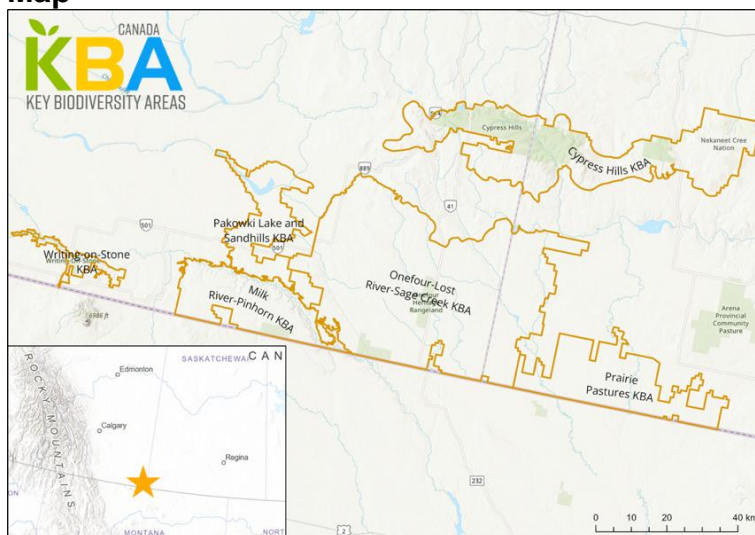 Map
CANADA
KBA
KEY BIODIVERSITY AREAS
Cypress Hills
Cypress Hills KBA
Nekaneet Cree
Nation
889
41
501
Pakowki Lake and
Sandhills KBA
501
Writing-on-Stone
KBA
Onefour-Lost
River-Sage Creek KBA
Rangeland
Milk
River-Pinhorn KBA
6986 ft
Arena
Provincial
Community
Pasture
Prairie
Pastures KBA
232
2
0 10 20 40 km
SASKATCHEWAN
CAN
Edmonton
ROCKY MOUNTAINS
Calgary
Regina
MONTANA
NORT